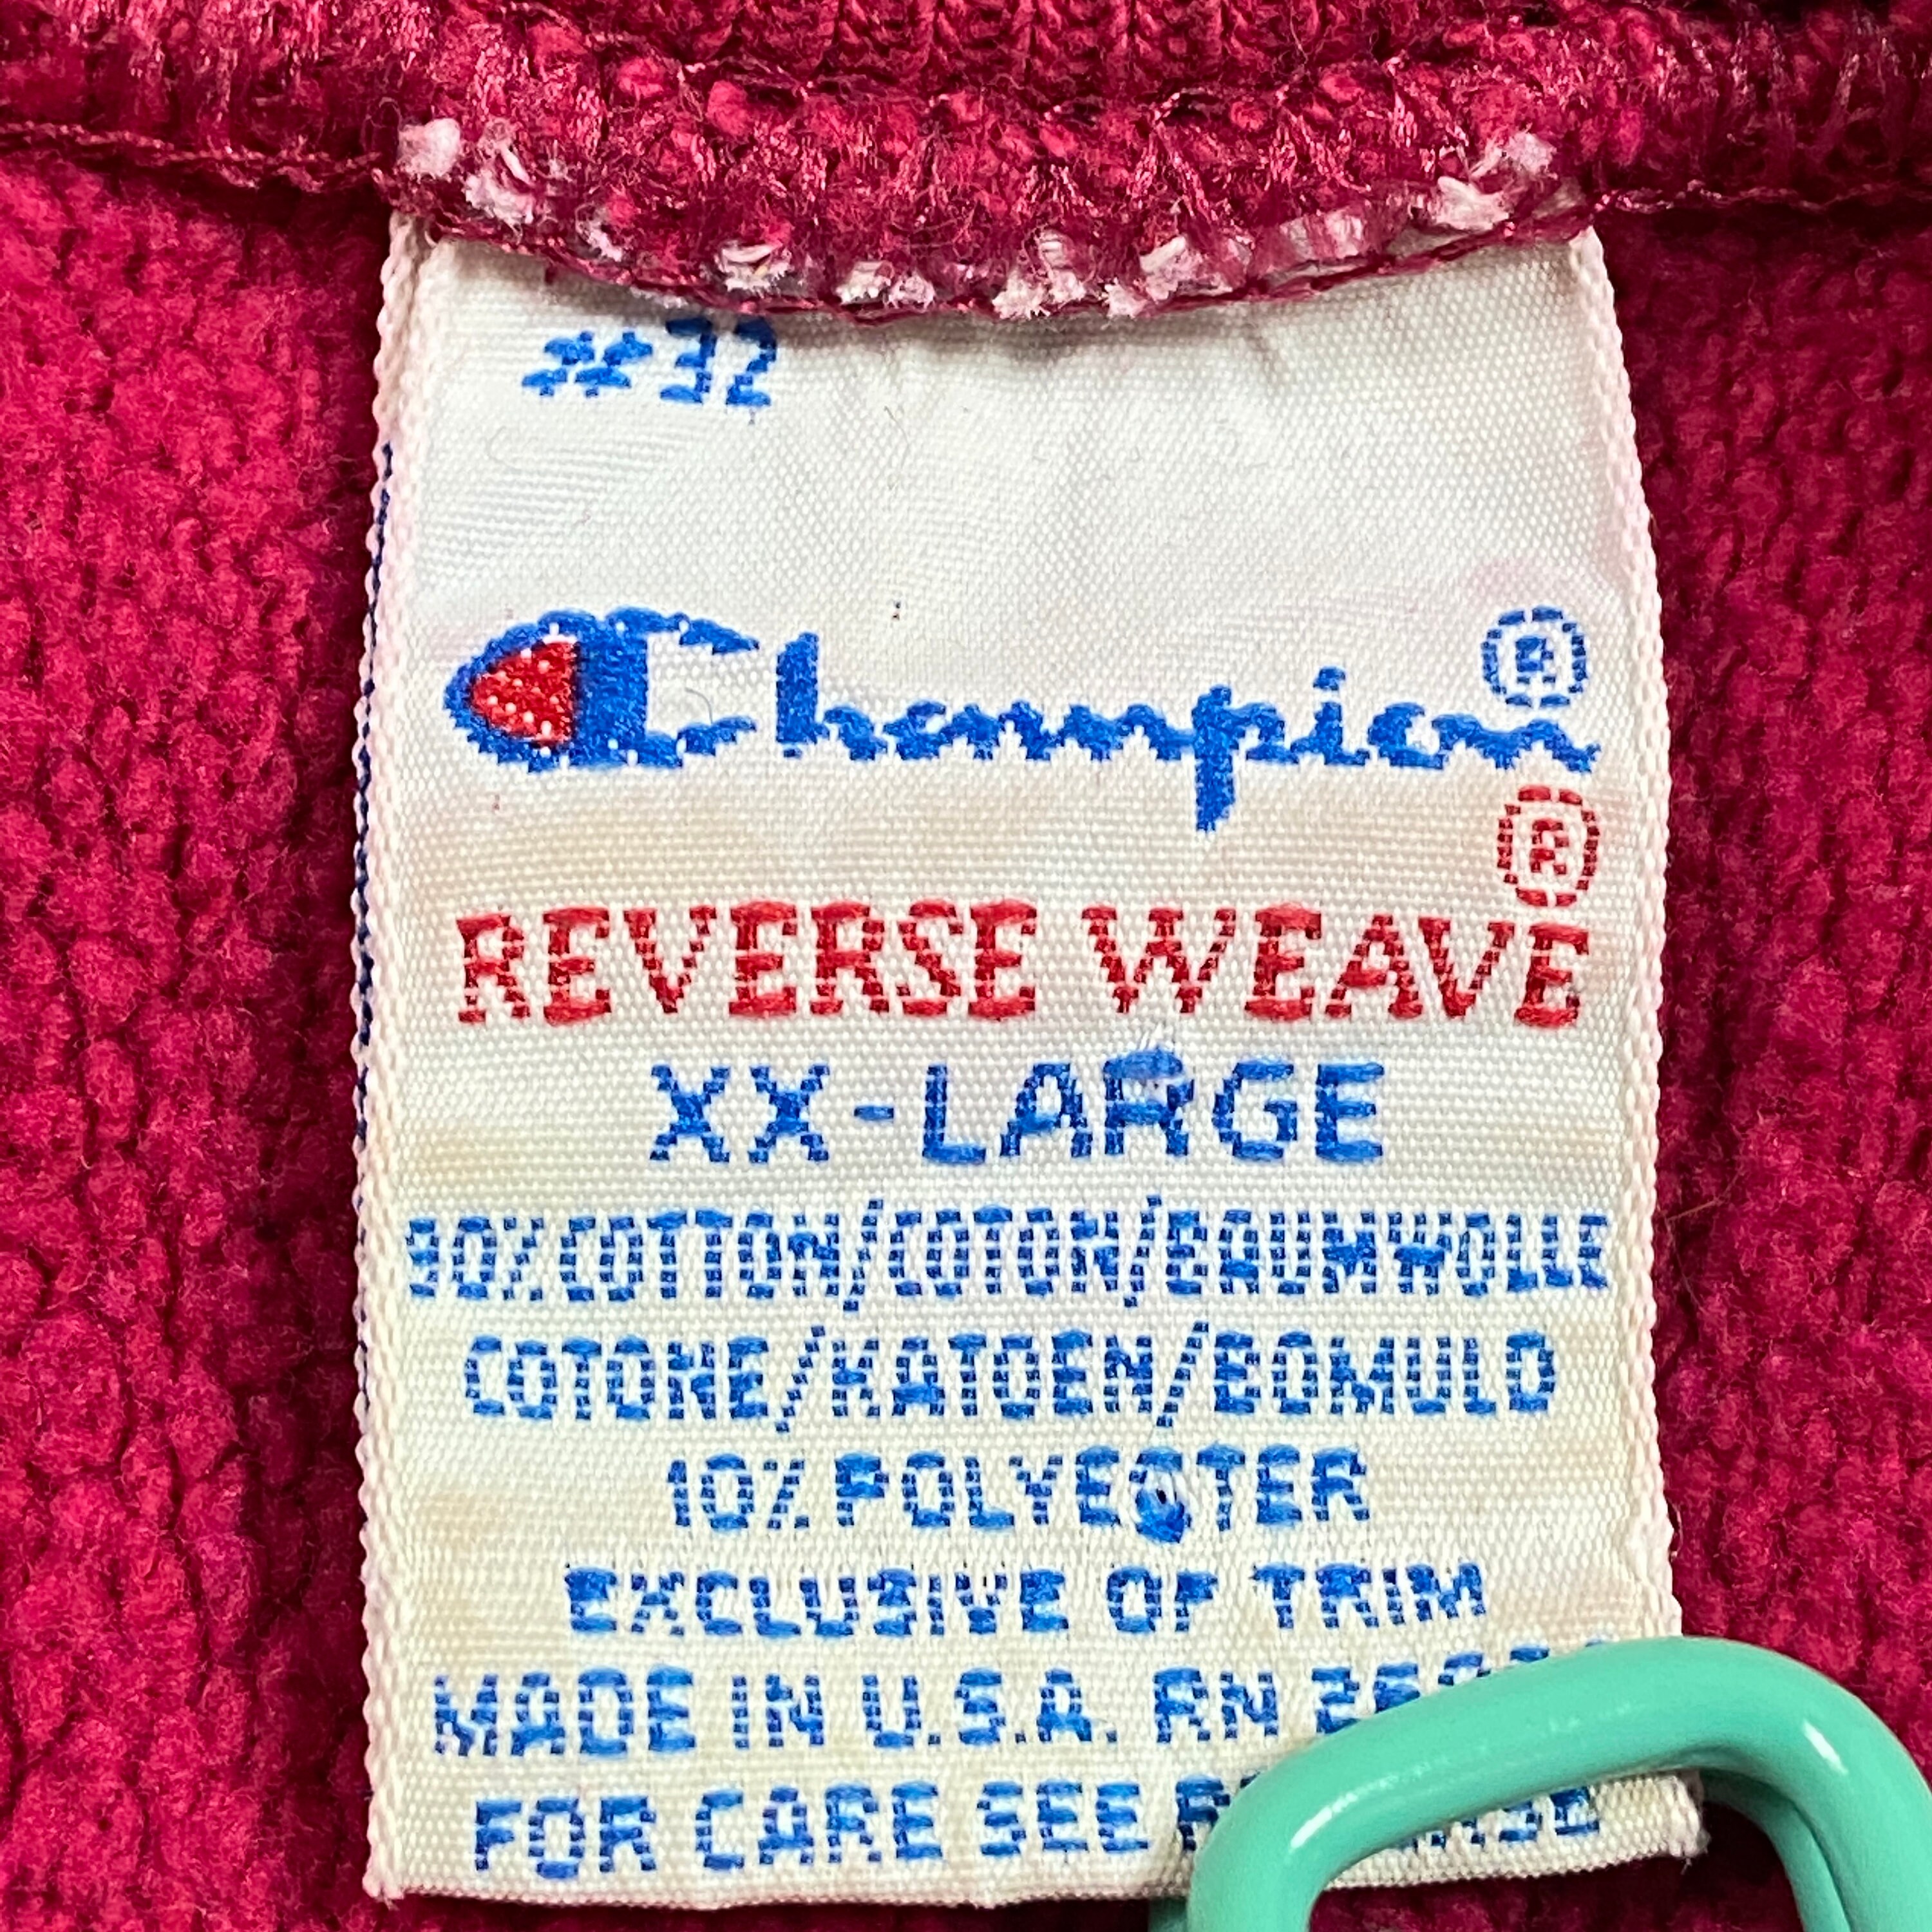 #32
Champion®
®
REVERSE WEAVE
XX-LARGE
90% COTTON/COTON/BAUMWOLLE
COTONE/KATOEN/BOMULD
10% POLYESTER
EXCLUSIVE OF TRIM
MADE IN U.S.A. RN
FOR CARE SEE